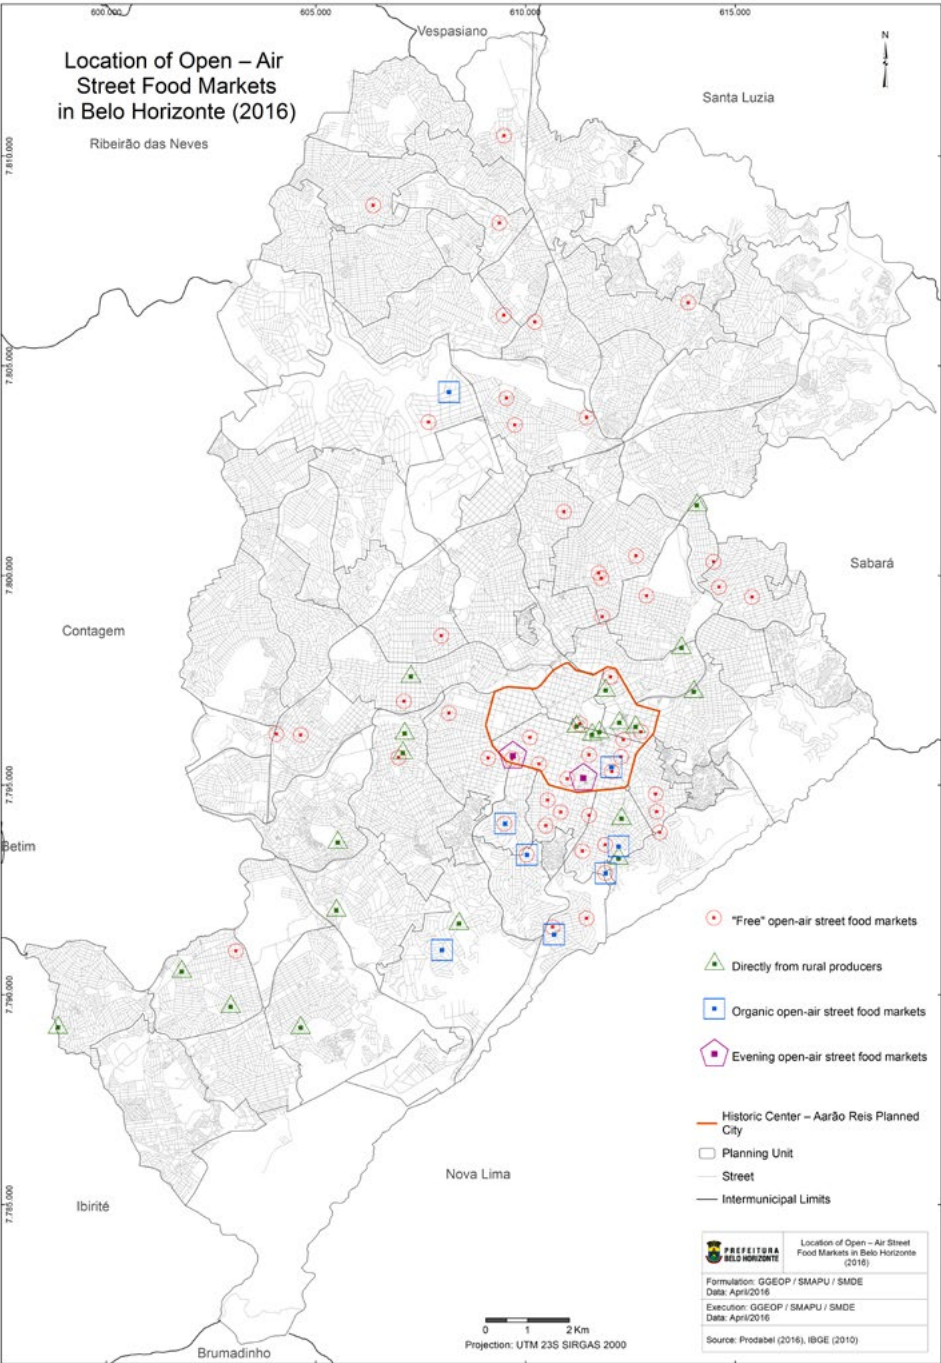 600.000
605.000
610.000
615.000
Vespasiano
N
Location of Open – Air
Street Food Markets
in Belo Horizonte (2016)
Santa Luzia
Ribeirão das Neves
7.810.000
7.805.000
7.800.000
Sabará
Contagem
7.795.000
Betim
"Free" open-air street food markets
Directly from rural producers
7.790.000
Organic open-air street food markets
Evening open-air street food markets
Historic Center – Aarão Reis Planned
City
Planning Unit
Nova Lima
Street
Intermunicipal Limits
Ibirité
7.785.000
PREFEITURA
BELO HORIZONTE
Location of Open – Air Street
Food Markets in Belo Horizonte
(2016)
Formulation: GGEOP / SMAPU / SMDE
Data: April/2016
Execution: GGEOP / SMAPU / SMDE
Data: April/2016
Source: Prodabel (2016), IBGE (2010)
0 1 2 Km
Projection: UTM 23S SIRGAS 2000
Brumadinho